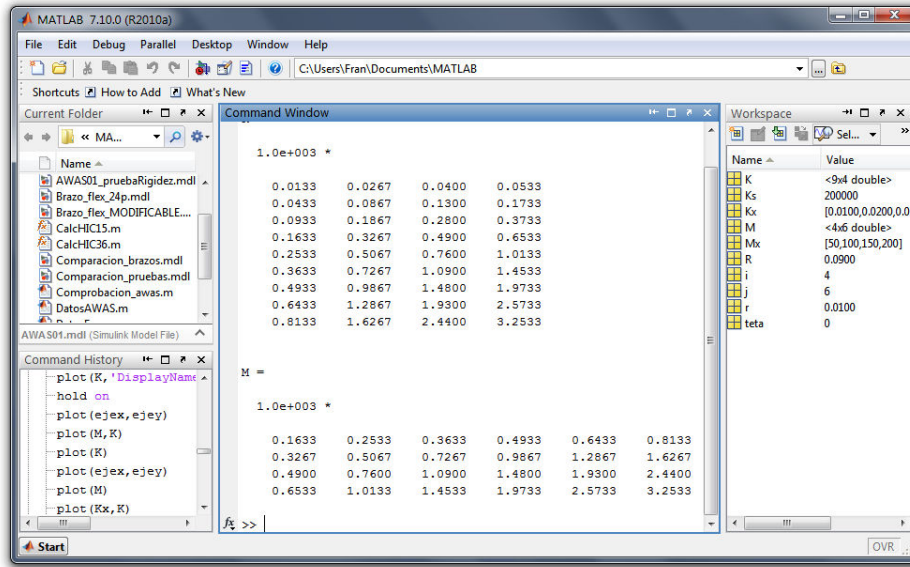 MATLAB 7.10.0 (R2010a)
File Edit Debug Parallel Desktop Window Help
C:\Users\Fran\Documents\MATLAB
Shortcuts How to Add What's New
Current Folder
« MA...
Name
AWAS01_pruebaRigidez.mdl
Brazo_flex_24p.mdl
Brazo_flex_MODIFICABLE....
CalcHIC15.m
CalcHIC36.m
Comparacion_brazos.mdl
Comparacion_pruebas.mdl
Comprobacion_awas.m
DatosAWAS.m
AWAS01.mdl (Simulink Model File)
Command History
plot(K,'DisplayName
hold on
plot(ejex,ejey)
plot(M,K)
plot(K)
plot(ejex,ejey)
plot(M)
plot(Kx,K)
Command Window
1.0e+003 *
0.0133 0.0267 0.0400 0.0533
0.0433 0.0867 0.1300 0.1733
0.0933 0.1867 0.2800 0.3733
0.1633 0.3267 0.4900 0.6533
0.2533 0.5067 0.7600 1.0133
0.3633 0.7267 1.0900 1.4533
0.4933 0.9867 1.4800 1.9733
0.6433 1.2867 1.9300 2.5733
0.8133 1.6267 2.4400 3.2533
M =
1.0e+003 *
0.1633 0.2533 0.3633 0.4933 0.6433 0.8133
0.3267 0.5067 0.7267 0.9867 1.2867 1.6267
0.4900 0.7600 1.0900 1.4800 1.9300 2.4400
0.6533 1.0133 1.4533 1.9733 2.5733 3.2533
fx >>
Workspace
Sel...
Name Value
K <9x4 double>
Ks 200000
Kx [0.0100,0.0200,0.0
M <4x6 double>
Mx [50,100,150,200]
R 0.0900
i 4
j 6
r 0.0100
teta 0
Start
OVR